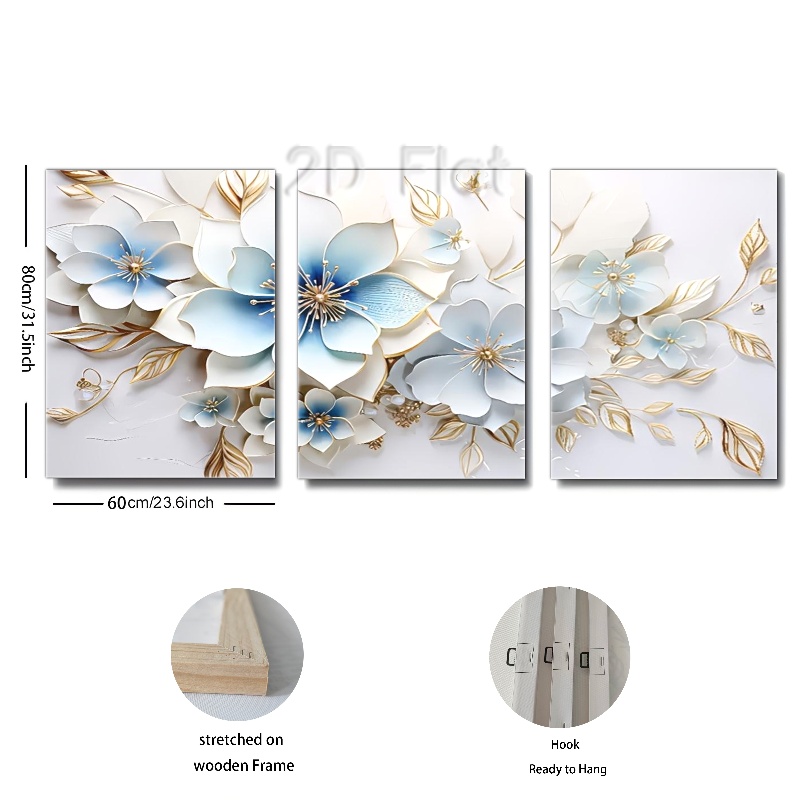 2D Flat
80cm/31.5inch
60cm/23.6inch
stretched on
wooden Frame
Hook
Ready to Hang